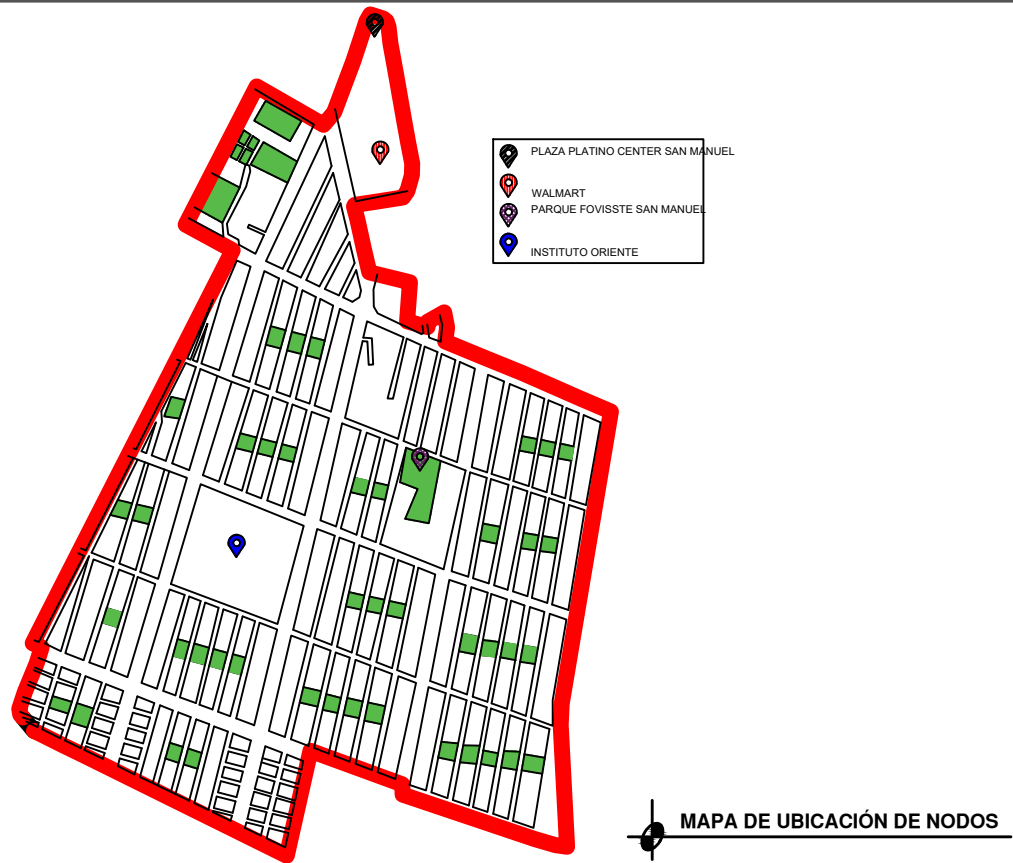 PLAZA PLATINO CENTER SAN MANUEL
WALMART
PARQUE FOVISSTE SAN MANUEL
INSTITUTO ORIENTE
MAPA DE UBICACIÓN DE NODOS